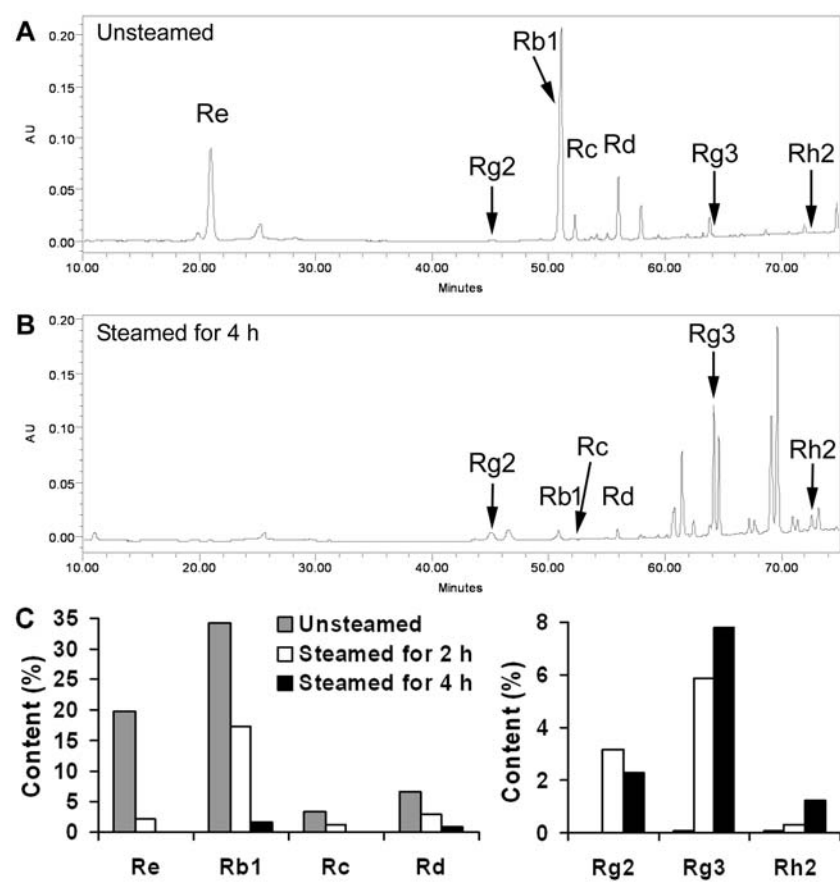 A Unsteamed
0.20
0.15
0.10
0.05
0.00
AU
Re
Rg2
Rb1
Rc Rd
Rg3
Rh2
10.00 20.00 30.00 40.00 50.00 60.00 70.00
Minutes
B Steamed for 4 h
0.20
0.15
0.10
0.05
0.00
AU
Rg2
Rb1
Rc
Rd
Rg3
Rh2
10.00 20.00 30.00 40.00 50.00 60.00 70.00
Minutes
C
35
30
25
20
15
10
5
0
Content (%)
Unsteamed
Steamed for 2 h
Steamed for 4 h
Re Rb1 Rc Rd
8
6
4
2
0
Content (%)
Rg2 Rg3 Rh2